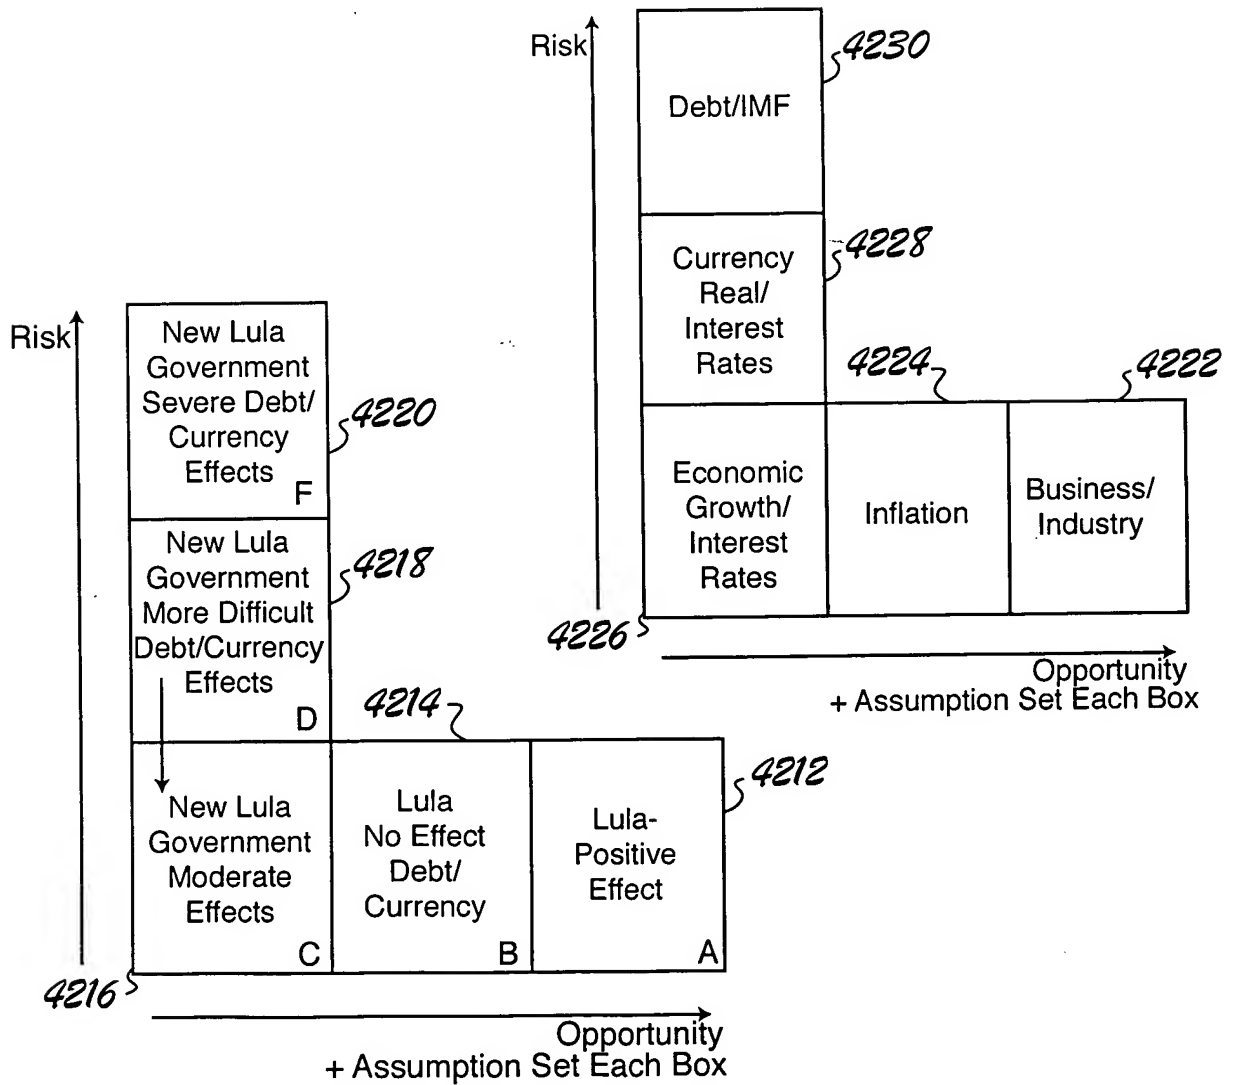 Risk
4230
Debt/IMF
4228
Currency
Real/
Interest
Rates
4224
4222
Economic
Growth/
Interest
Rates
Inflation
Business/
Industry
4226
Opportunity
+ Assumption Set Each Box
Risk
New Lula
Government
Severe Debt/
Currency
Effects
F
4220
New Lula
Government
More Difficult
Debt/Currency
Effects
D
4218
4214
4212
New Lula
Government
Moderate
Effects
C
Lula
No Effect
Debt/
Currency
B
Lula-
Positive
Effect
A
4216
Opportunity
+ Assumption Set Each Box